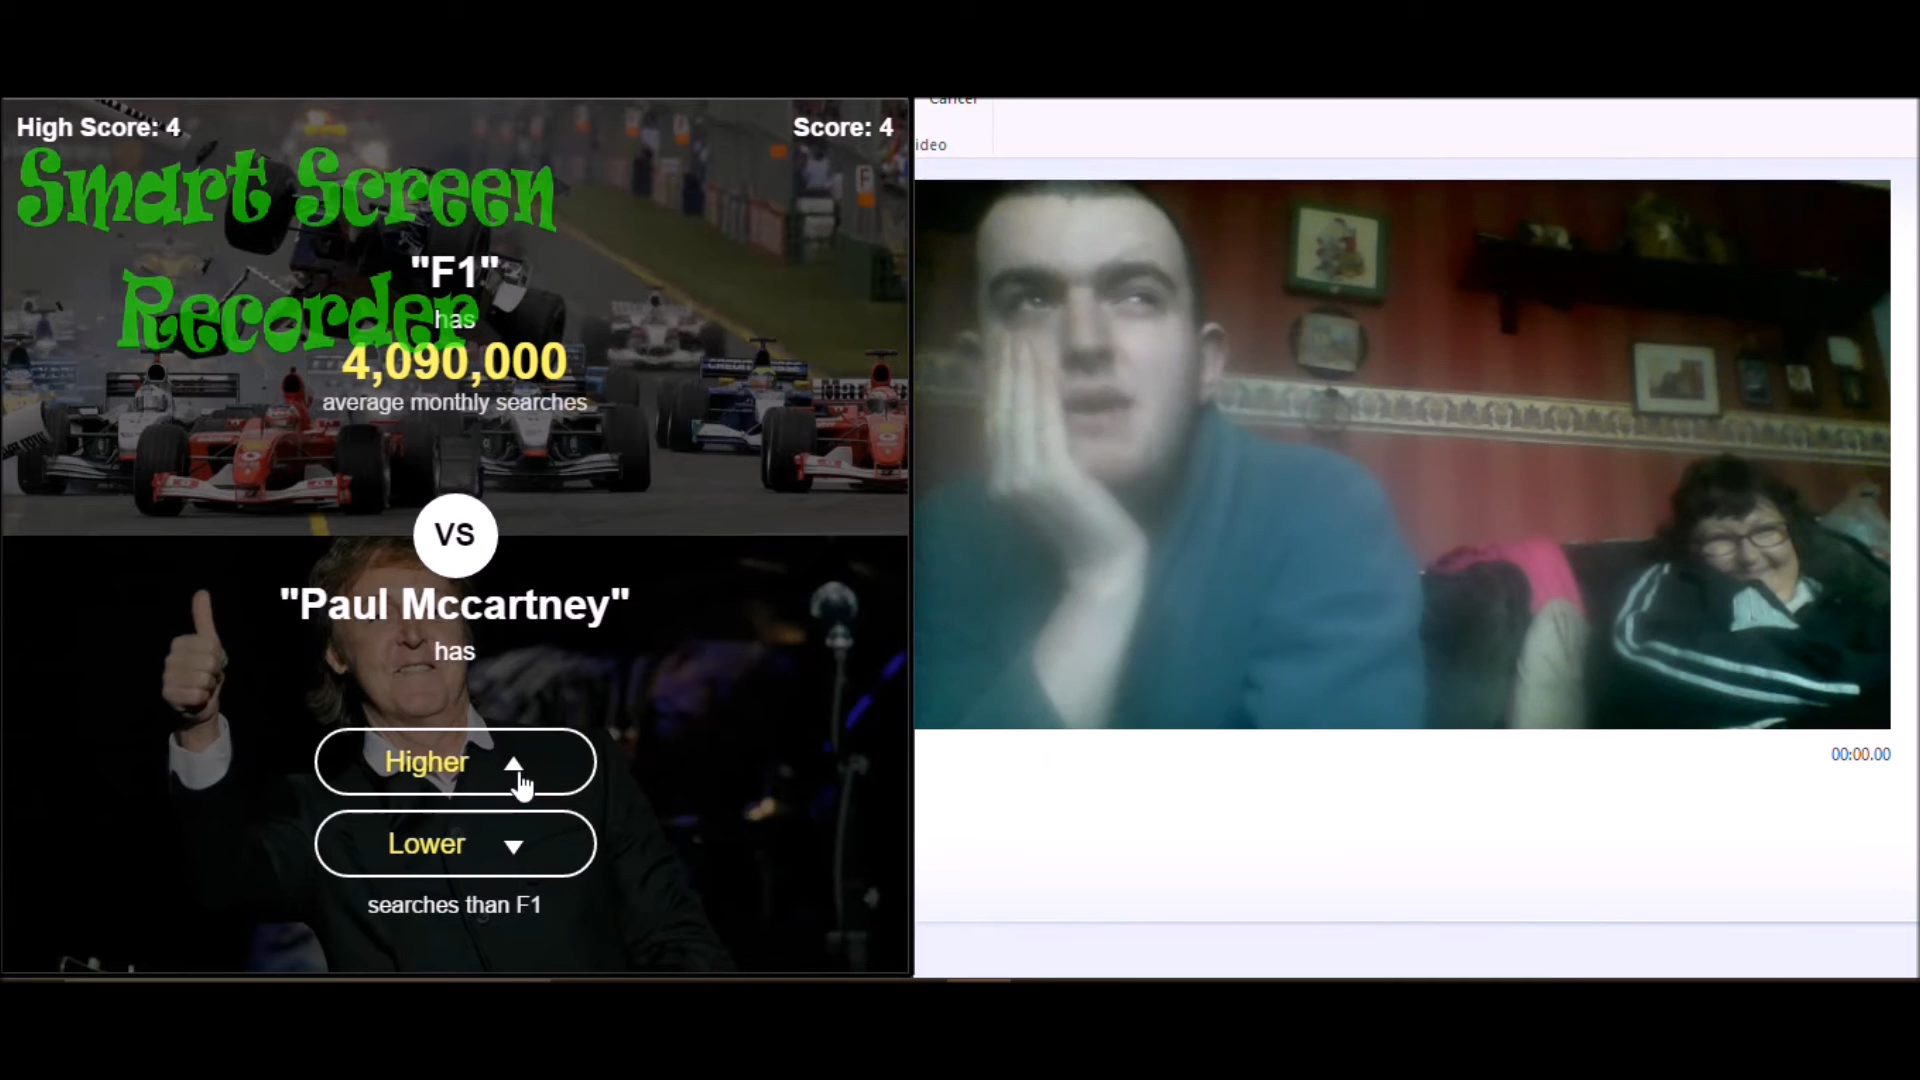 High Score: 4
Score: 4
Smart Screen
Recorder
"F1"
has
4,090,000
average monthly searches
VS
"Paul Mccartney"
has
Higher
Lower
searches than F1
Cancel
ideo
00:00.00